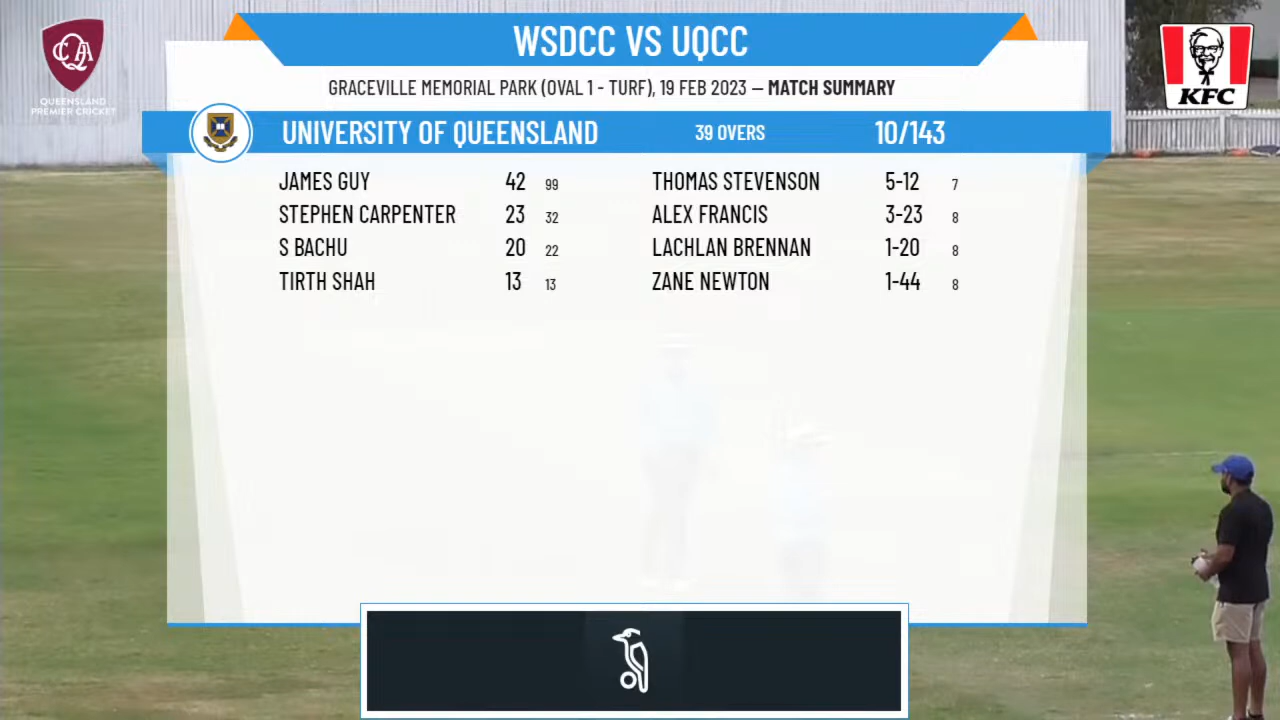 WSDCC VS UQCC
GRACEVILLE MEMORIAL PARK (OVAL 1 - TURF), 19 FEB 2023 — MATCH SUMMARY
QUEENSLAND
PREMIER CRICKET
KFC
UNIVERSITY OF QUEENSLAND 39 OVERS 10/143
JAMES GUY 42 99 THOMAS STEVENSON 5-12 7
STEPHEN CARPENTER 23 32 ALEX FRANCIS 3-23 8
S BACHU 20 22 LACHLAN BRENNAN 1-20 8
TIRTH SHAH 13 13 ZANE NEWTON 1-44 8